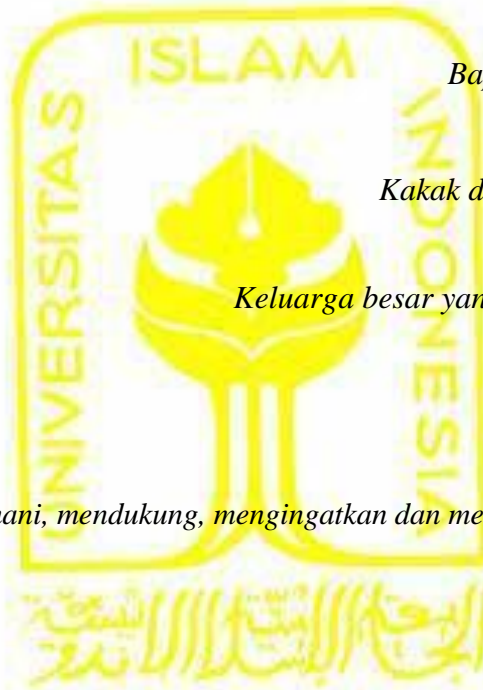 ISLAM
UNIVERSITAS
INDONESIA
Ba
Kakak d
Keluarga besar yan
ani, mendukung, mengingatkan dan me